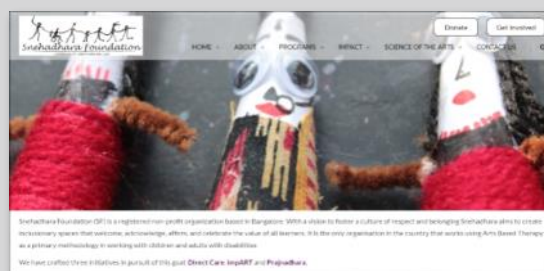 Donate Get Involved
Snehadhara Foundation
HOME ABOUT PROGRAMS IMPACT SCIENCE OF THE ARTS CONTACT US
Snehadhara Foundation (SF) is a registered non-profit organization based in Bangalore. With a vision to foster a culture of respect and belonging Snehadhara aims to create
inclusionary spaces that welcome, acknowledge, affirm, and celebrate the value of all learners. It is the only organisation in the country that works using Arts Based Therapy
as a primary methodology in working with children and adults with disabilities.
We have crafted three initiatives in pursuit of this goal: Direct Care, impART and Prajnadhara.